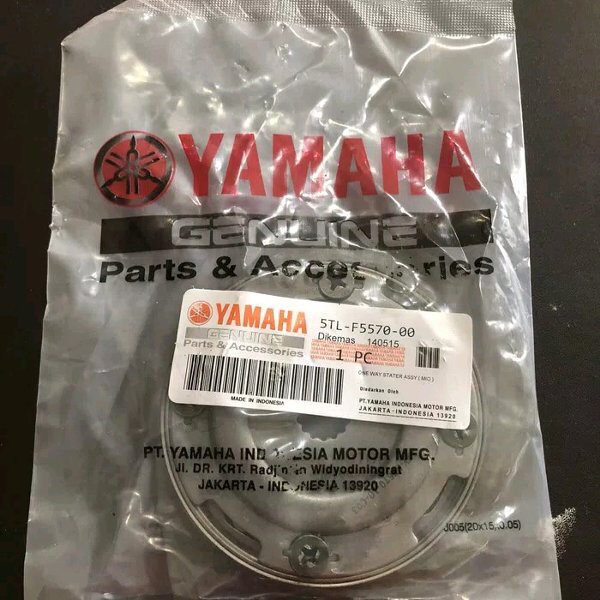 YAMAHA
GENUINE
Parts & Accessories
YAMAHA
GENUINE
Parts & Accessories
MADE IN INDONESIA
5TL-F5570-00
Dikemas 140515
1 PC
ONE WAY STATER ASSY ( MIO )
Diedarkan Oleh
PT.YAMAHA INDONESIA MOTOR MFG.
JAKARTA-INDONESIA 13920
PT.YAMAHA INDONESIA MOTOR MFG.
JL. DR. KRT. Radjiman Widyodiningrat
JAKARTA - INDONESIA 13920